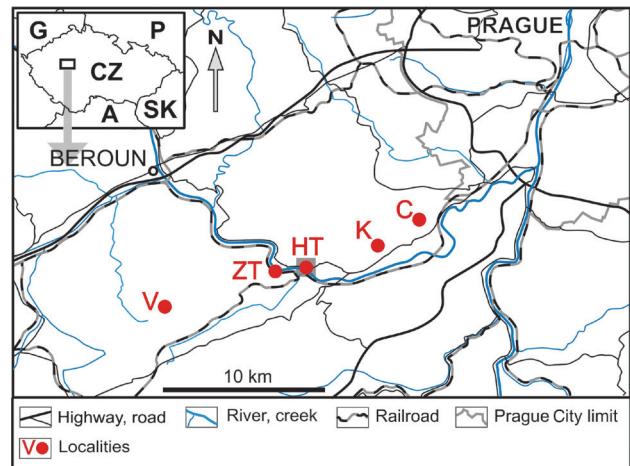 G
P
N
PRAGUE
CZ
A
SK
BEROUN
C
K
HT
ZT
V
10 km
Highway, road
River, creek
Railroad
Prague City limit
V Localities